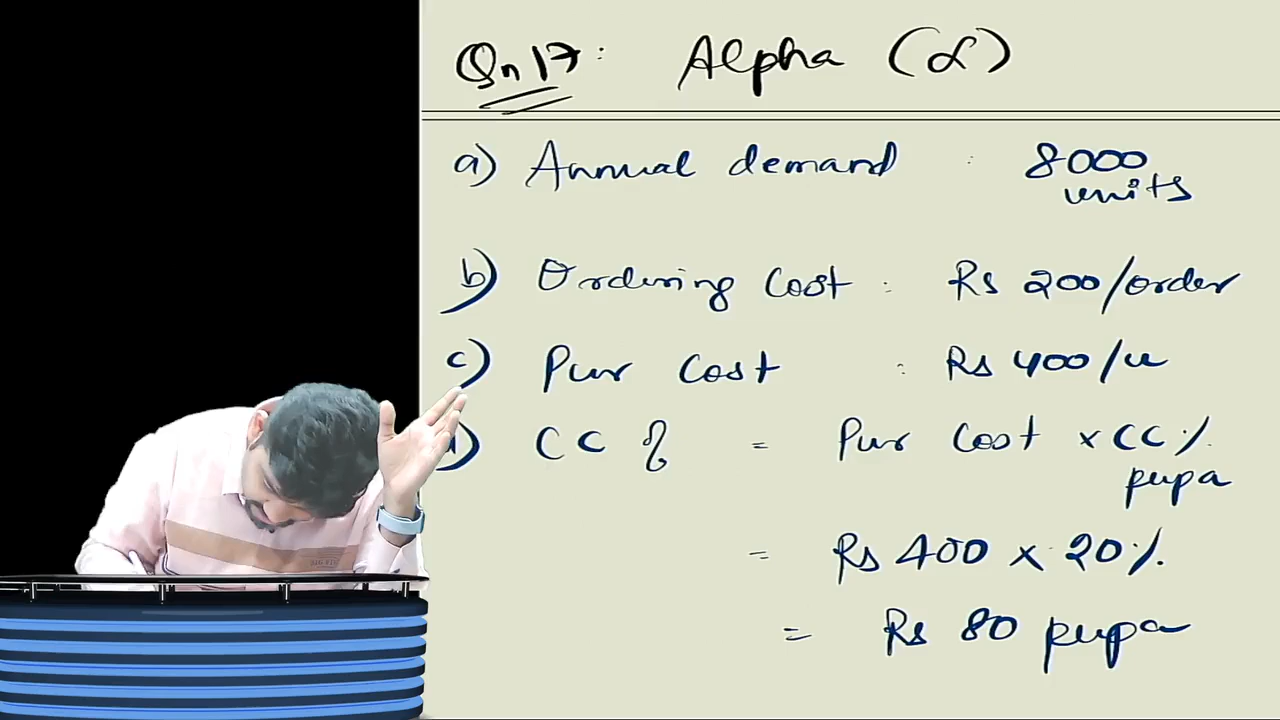 Qn 17: Alpha (α)
a) Annual demand : 8000 units
b) Ordering Cost : Rs 200/order
c) Pur Cost : Rs 400/u
d) CC = Pur Cost x CC % pupa
= Rs 400 x 20%
= Rs 80 pupa